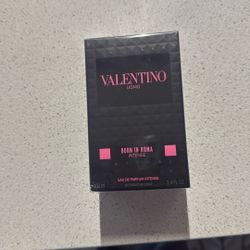 VALENTINO
UOMO
BORN IN ROMA
INTENSE
EAU DE PARFUM INTENSE